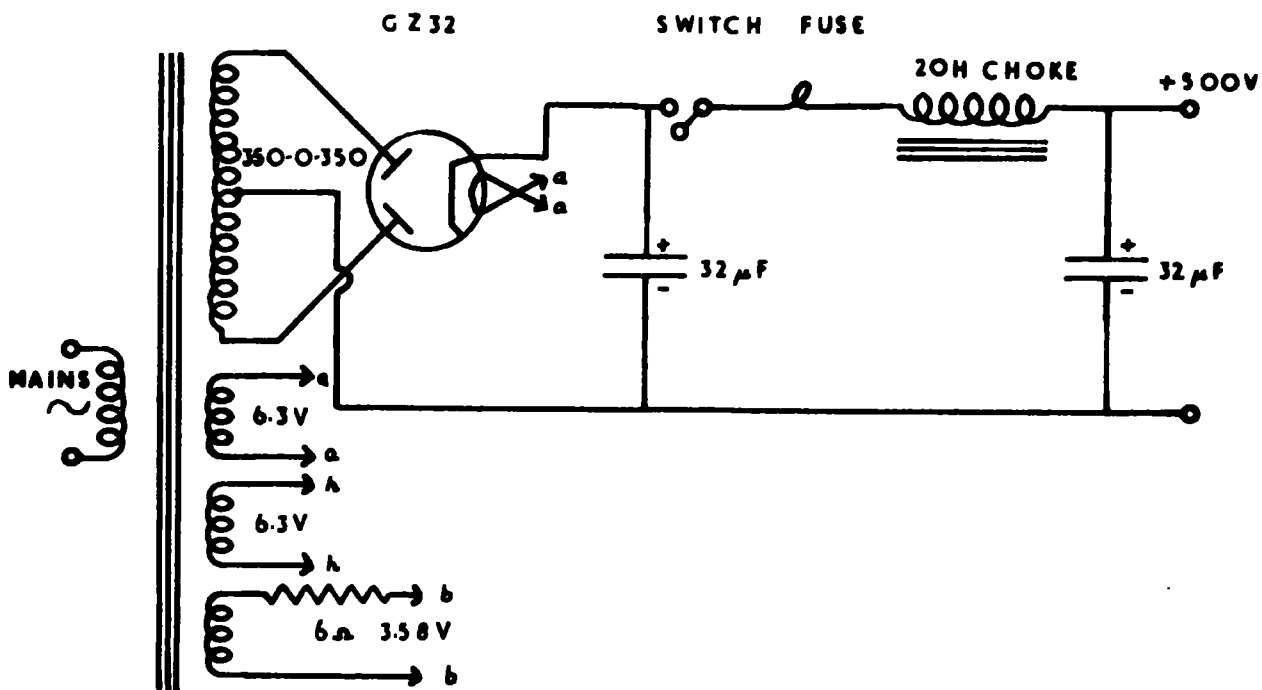 GZ32
SWITCH FUSE
20H CHOKE
+500V
350-0-350
a
a
+
32 µF
-
+
32 µF
-
MAINS
a
6.3V
a
h
6.3V
h
b
6Ω 3.58V
b